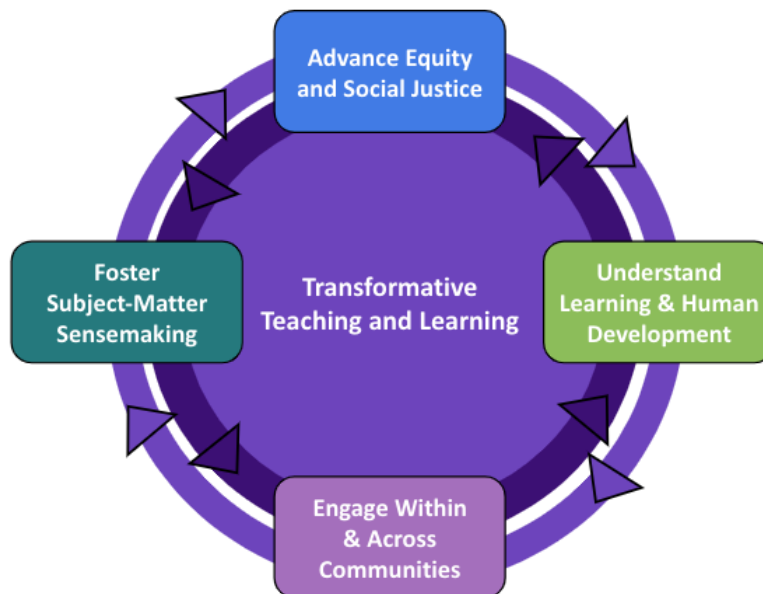 Advance Equity
and Social Justice
Foster
Subject-Matter
Sensemaking
Transformative
Teaching and Learning
Understand
Learning & Human
Development
Engage Within
& Across
Communities